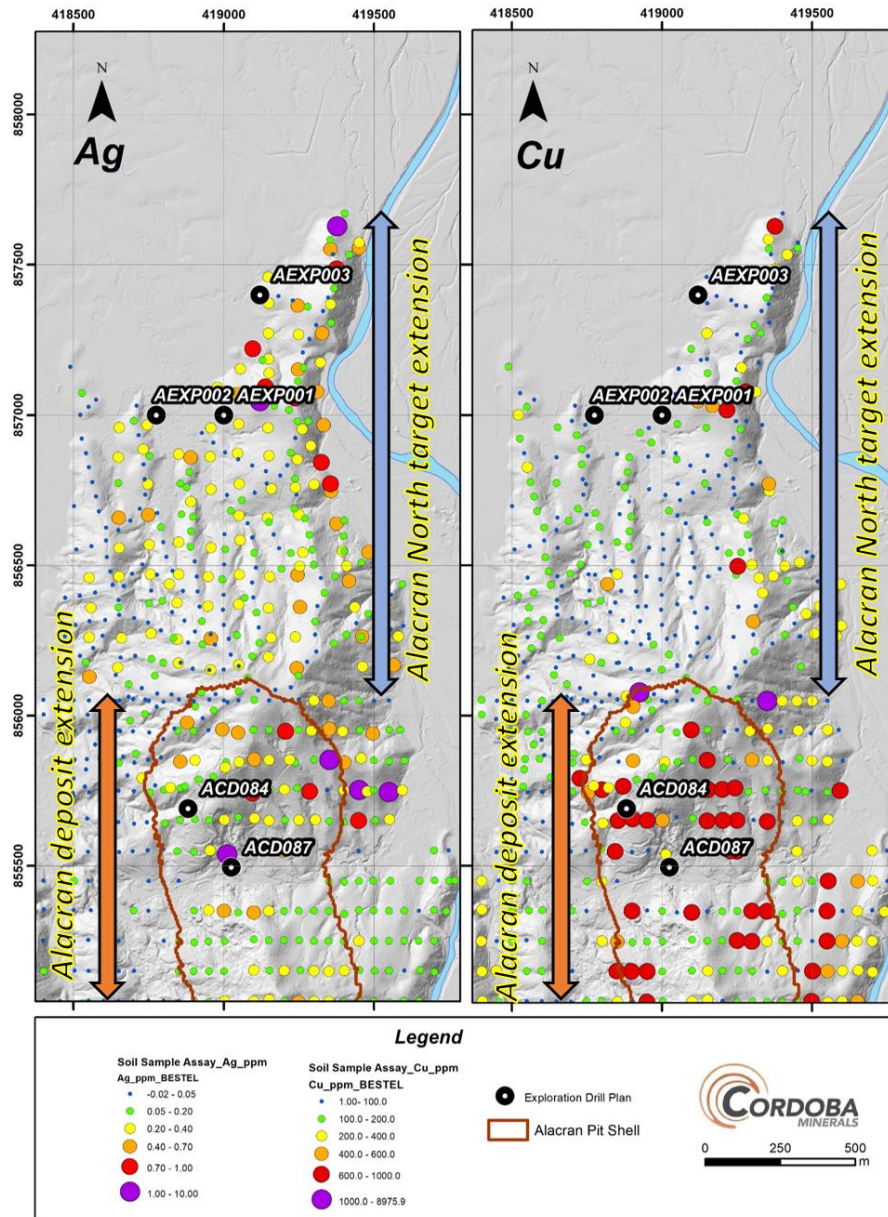 418500 419000 419500
418500 419000 419500
858000
857500
857000
856500
856000
855500
N
Ag
N
Cu
AEXP003
AEXP002
AEXP001
Alacran North target extension
Alacran deposit extension
ACD084
ACD087
AEXP003
AEXP002
AEXP001
Alacran North target extension
Alacran deposit extension
ACD084
ACD087
Legend
Soil Sample Assay_Ag_ppm
Ag_ppm_BESTEL
-0.02 - 0.05
0.05 - 0.20
0.20 - 0.40
0.40 - 0.70
0.70 - 1.00
1.00 - 10.00
Soil Sample Assay_Cu_ppm
Cu_ppm_BESTEL
1.00- 100.0
100.0 - 200.0
200.0 - 400.0
400.0 - 600.0
600.0 - 1000.0
1000.0 - 8975.9
Exploration Drill Plan
Alacran Pit Shell
CORDOBA
MINERALS
0 250 500
m